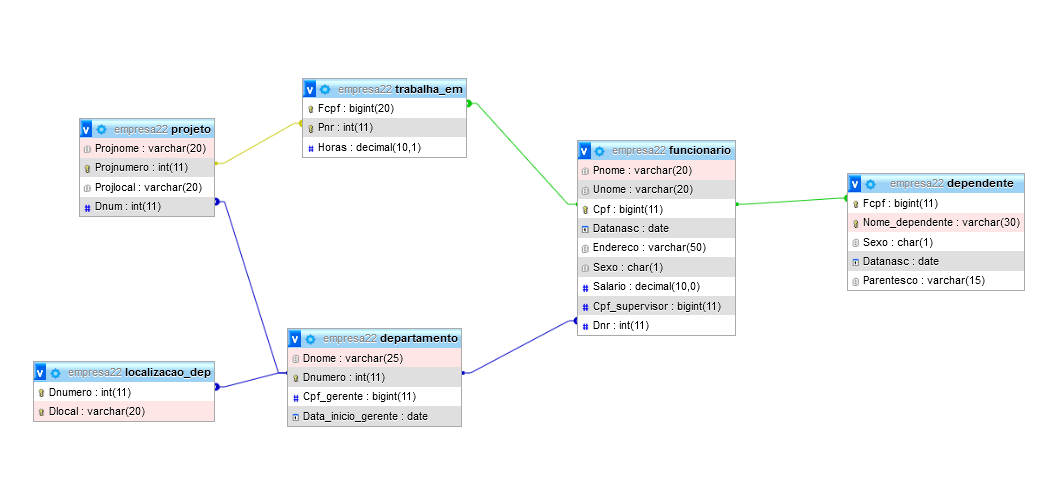 empresa22 trabalha_em
Fcpf : bigint(20)
Pnr : int(11)
Horas : decimal(10,1)
empresa22 projeto
Projnome : varchar(20)
Projnumero : int(11)
Projlocal : varchar(20)
Dnum : int(11)
empresa22 funcionario
Pnome : varchar(20)
Unome : varchar(20)
Cpf : bigint(11)
Datanasc : date
Endereco : varchar(50)
Sexo : char(1)
Salario : decimal(10,0)
Cpf_supervisor : bigint(11)
Dnr : int(11)
empresa22 dependente
Fcpf : bigint(11)
Nome_dependente : varchar(30)
Sexo : char(1)
Datanasc : date
Parentesco : varchar(15)
empresa22 departamento
Dnome : varchar(25)
Dnumero : int(11)
Cpf_gerente : bigint(11)
Data_inicio_gerente : date
empresa22 localizacao_dep
Dnumero : int(11)
Dlocal : varchar(20)